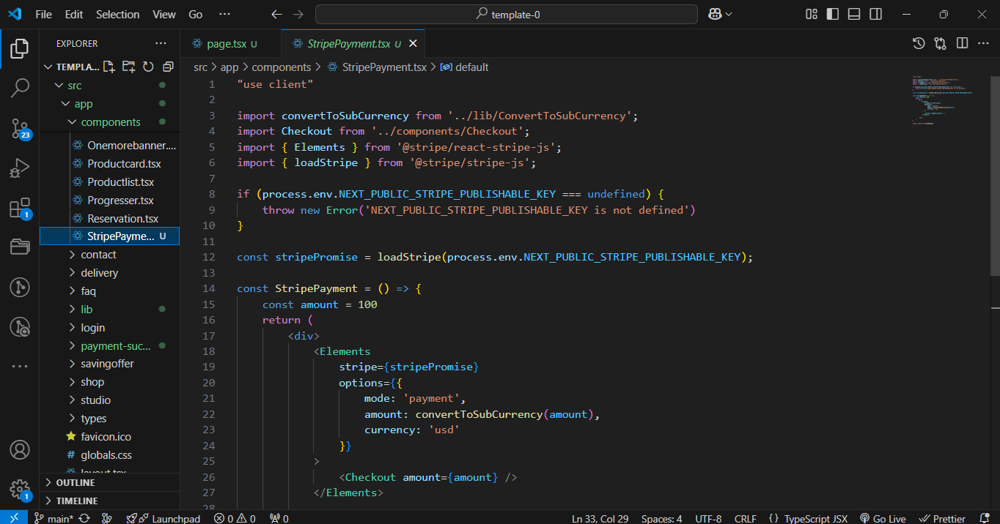 File Edit Selection View Go ··· template-0
EXPLORER ···
TEMPLA...
src
app
components
Onemorebanner....
Productcard.tsx
Productlist.tsx
Progresser.tsx
Reservation.tsx
StripePayme... U
contact
delivery
faq
lib
login
payment-suc...
savingoffer
shop
studio
types
favicon.ico
# globals.css
layout.tsx
OUTLINE
TIMELINE
23
1
1
page.tsx U StripePayment.tsx U
src > app > components > StripePayment.tsx > default
1 "use client"
2
3 import convertToSubCurrency from '../lib/ConvertToSubCurrency';
4 import Checkout from '../components/Checkout';
5 import { Elements } from '@stripe/react-stripe-js';
6 import { loadStripe } from '@stripe/stripe-js';
7
8 if (process.env.NEXT_PUBLIC_STRIPE_PUBLISHABLE_KEY === undefined) {
9 throw new Error('NEXT_PUBLIC_STRIPE_PUBLISHABLE_KEY is not defined')
10 }
11
12 const stripePromise = loadStripe(process.env.NEXT_PUBLIC_STRIPE_PUBLISHABLE_KEY);
13
14 const StripePayment = () => {
15 const amount = 100
16 return (
17 <div>
18 <Elements
19 stripe={stripePromise}
20 options={{
21 mode: 'payment',
22 amount: convertToSubCurrency(amount),
23 currency: 'usd'
24 }}
25 >
26 <Checkout amount={amount} />
27 </Elements>
28
main* Launchpad 0 0 0 Ln 33, Col 29 Spaces: 4 UTF-8 CRLF {} TypeScript JSX Go Live Prettier